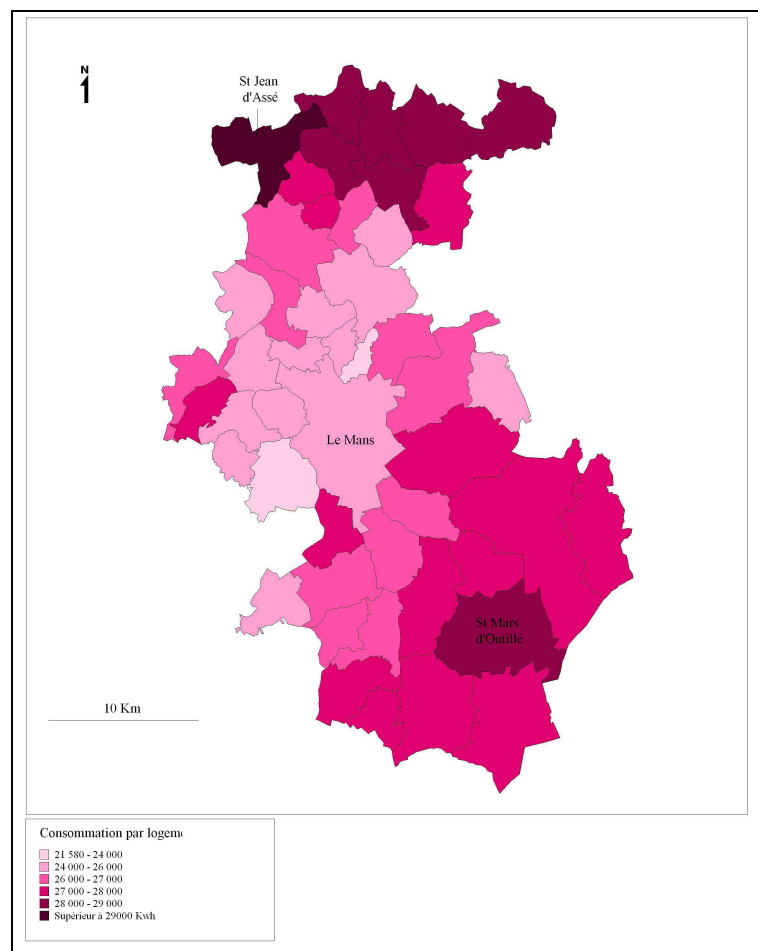 N
St Jean
d'Assé
Le Mans
St Mars
d'Outillé
10 Km
Consommation par logeme
21 580 - 24 000
24 000 - 26 000
26 000 - 27 000
27 000 - 28 000
28 000 - 29 000
Supérieur à 29000 Kwh